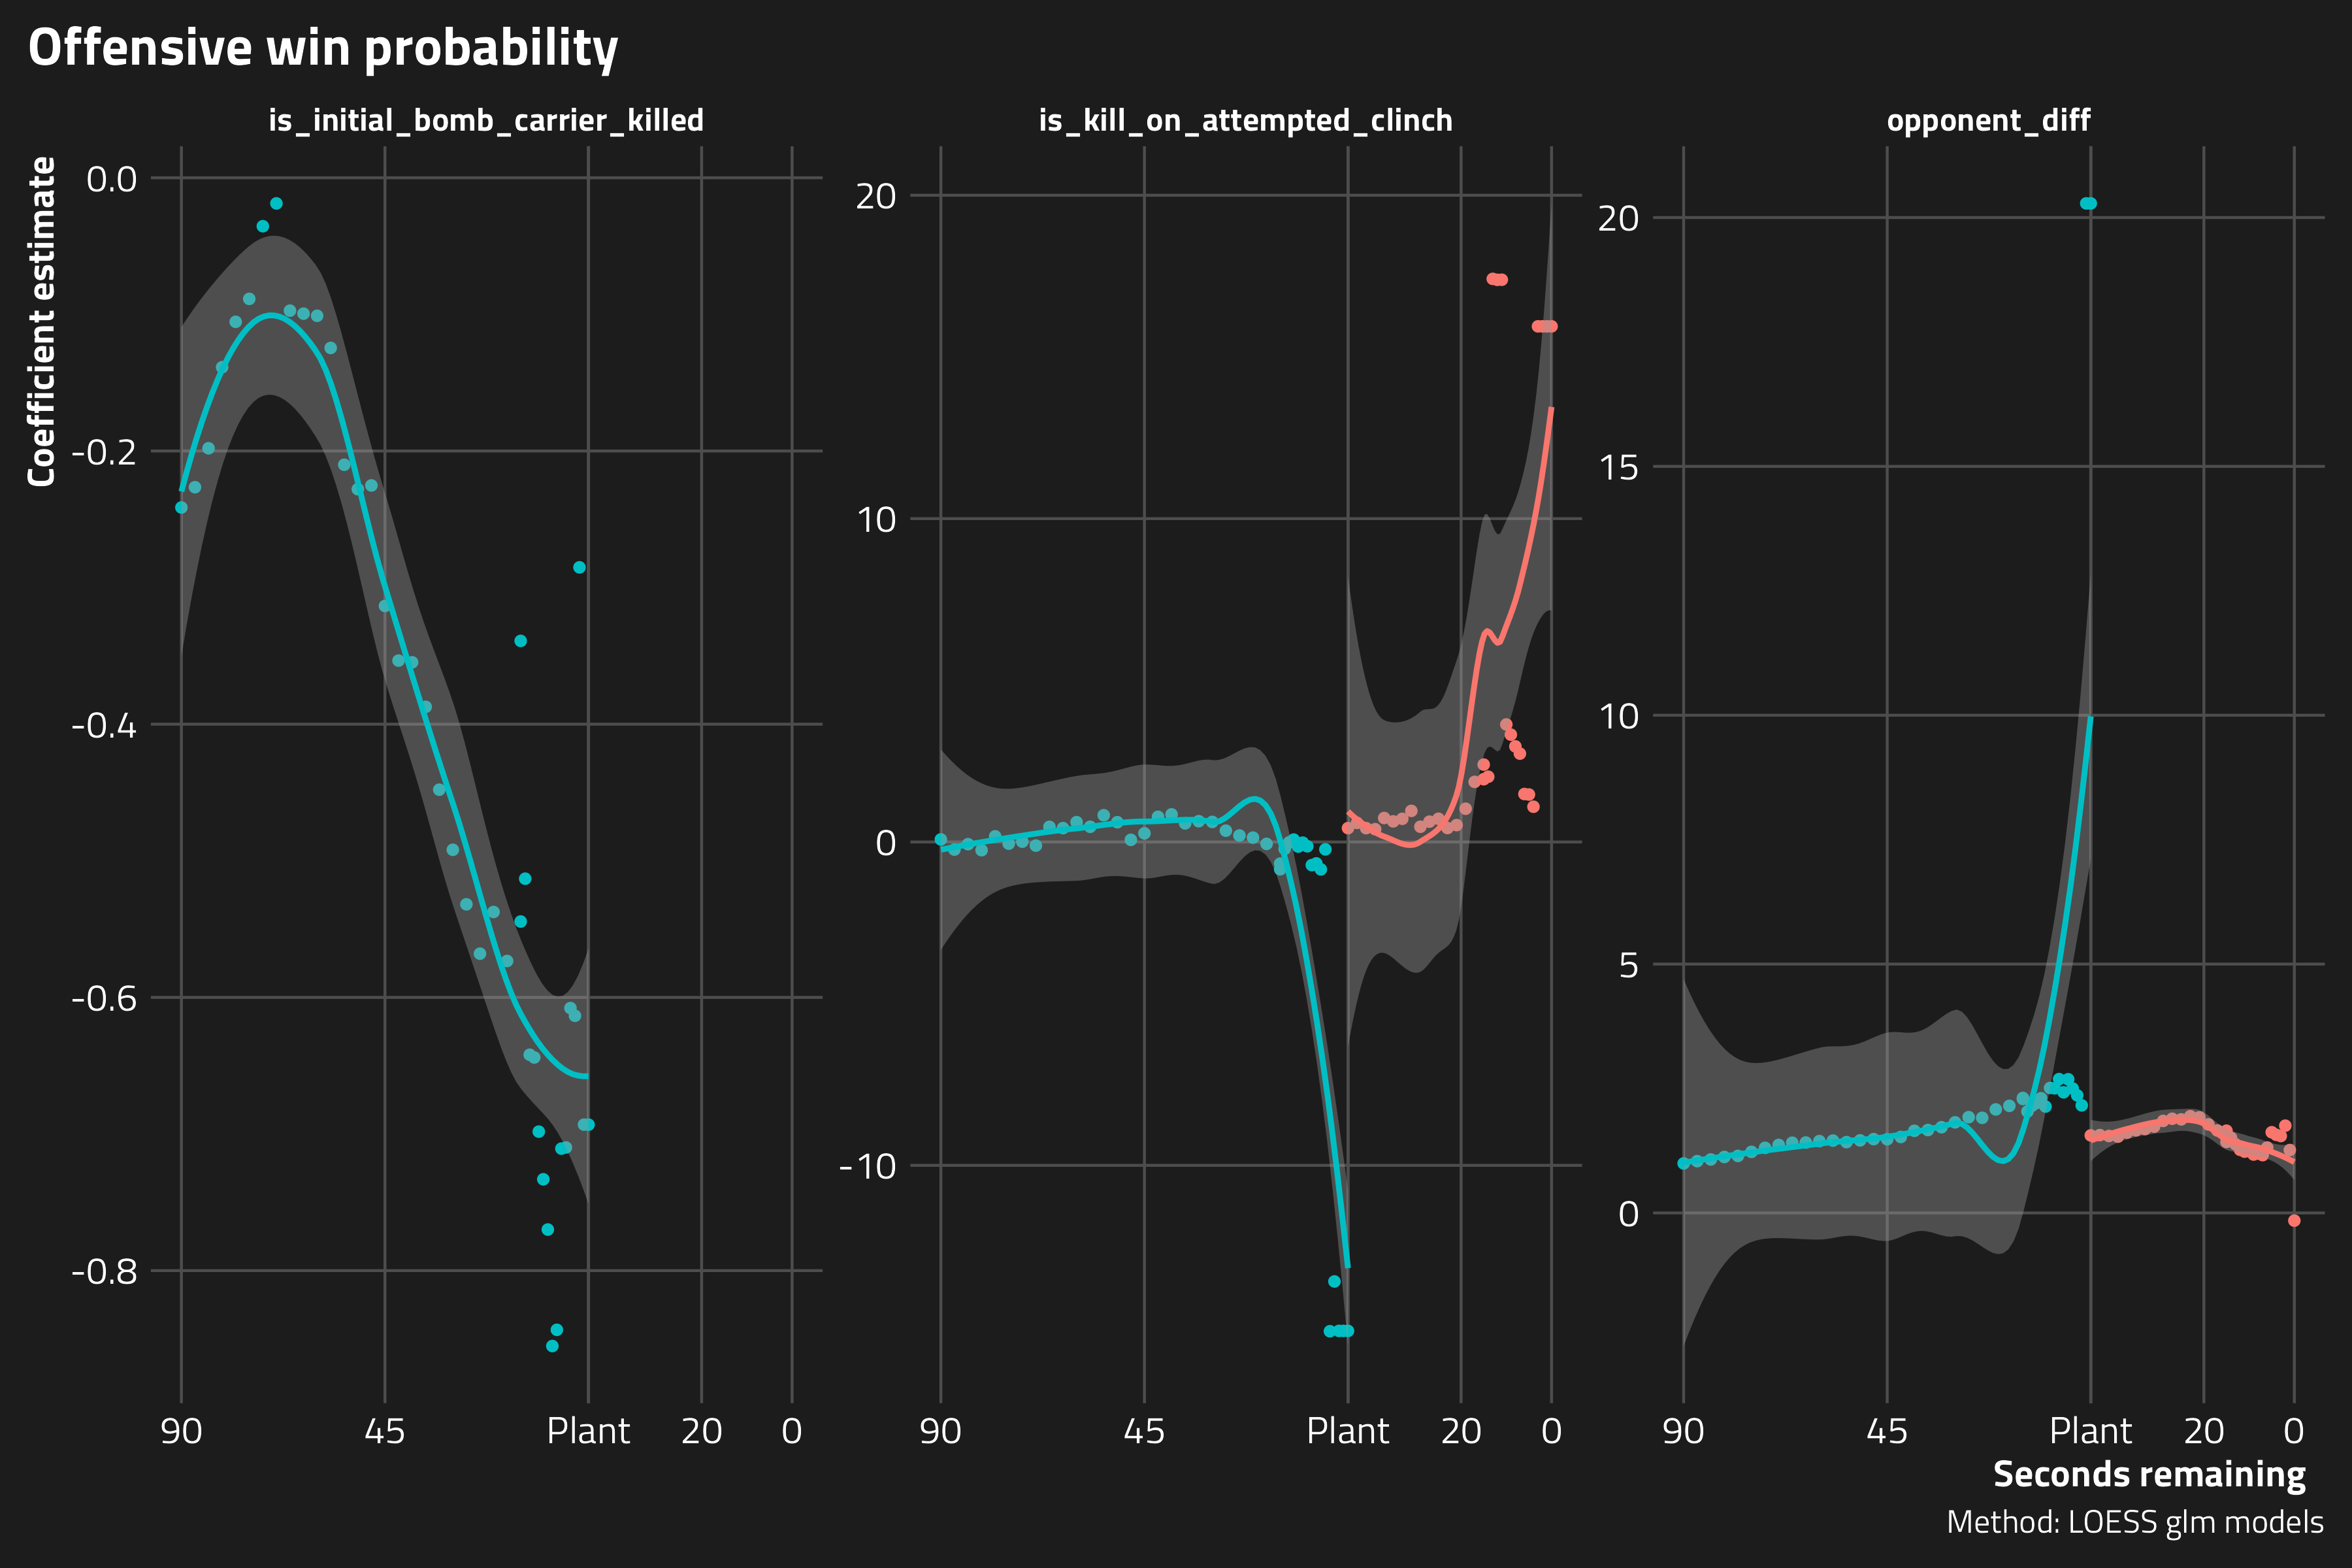 Offensive win probability
is_initial_bomb_carrier_killed
is_kill_on_attempted_clinch
opponent_diff
Coefficient estimate
0.0
-0.2
-0.4
-0.6
-0.8
20
10
0
-10
20
15
10
5
0
90 45 Plant 20 0
90 45 Plant 20 0
90 45 Plant 20 0
Seconds remaining
Method: LOESS glm models